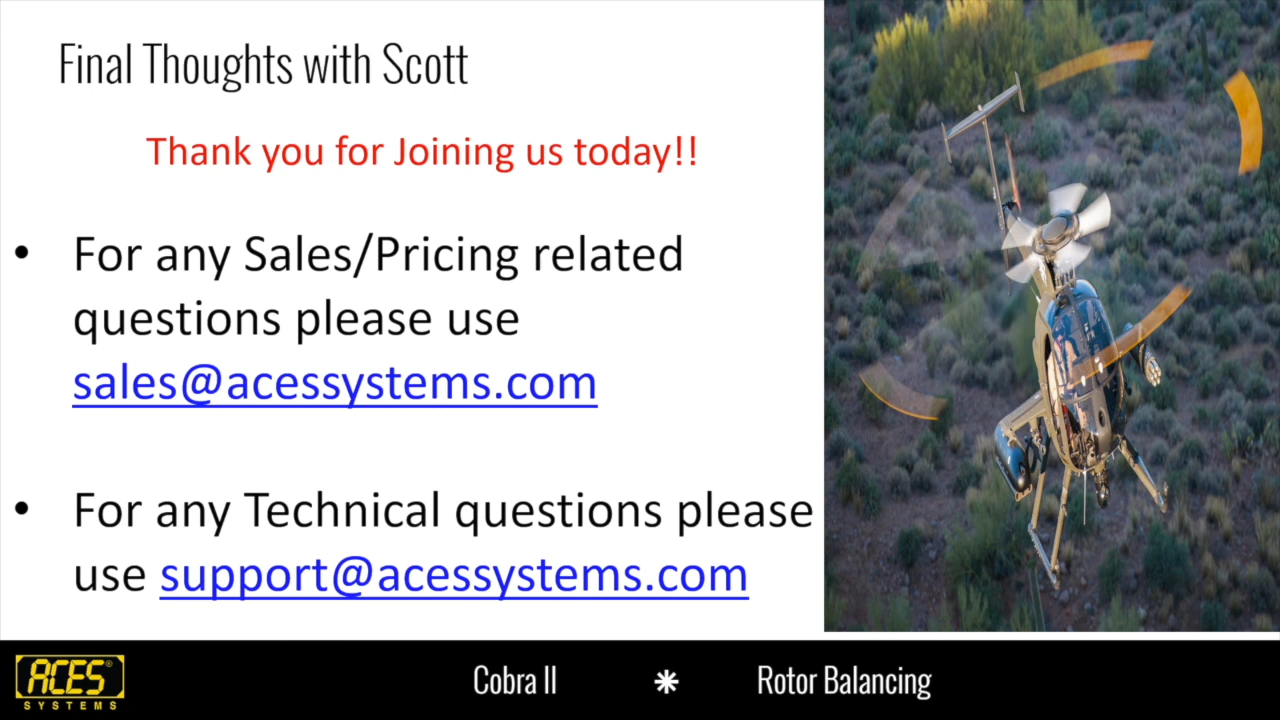 Final Thoughts with Scott
Thank you for Joining us today!!
• For any Sales/Pricing related
questions please use
sales@acessystems.com
• For any Technical questions please
use support@acessystems.com
ACES®
SYSTEMS
Cobra II * Rotor Balancing